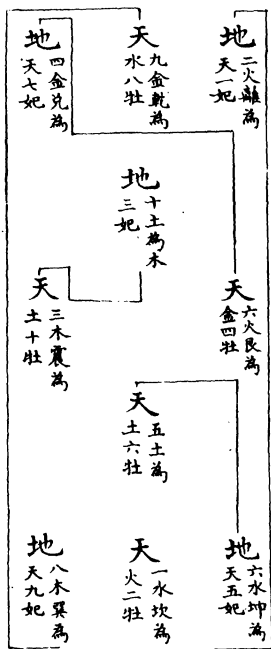 地
二火離為
天一妃
天
九金乾為
水八牡
地
四金兌為
天七妃
地
十土為木
三妃
天
六火艮為
金四牡
天
三木震為
土十牡
天
五土為
土六牡
地
六水坤為
天五妃
天
一水坎為
火二牡
地
八木巽為
天九妃